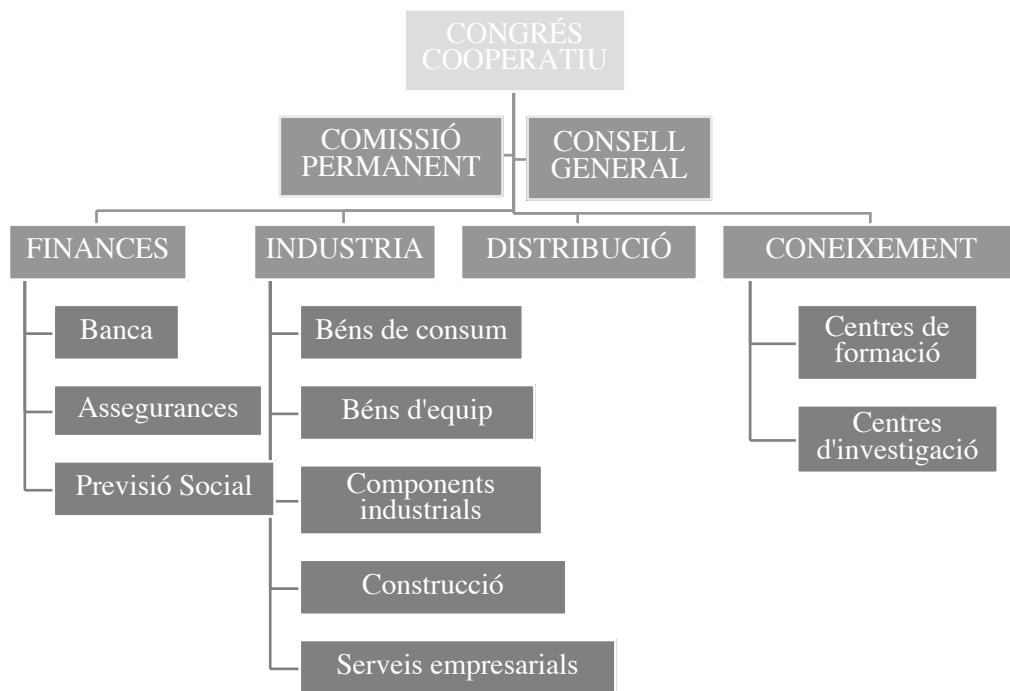 CONGRÉS
COOPERATIU
COMISSIÓ
PERMANENT
CONSELL
GENERAL
FINANCES
INDUSTRIA
DISTRIBUCIÓ
CONEIXEMENT
Banca
Assegurances
Previsió Social
Béns de consum
Béns d'equip
Components
industrials
Construcció
Serveis empresarials
Centres de
formació
Centres
d'investigació